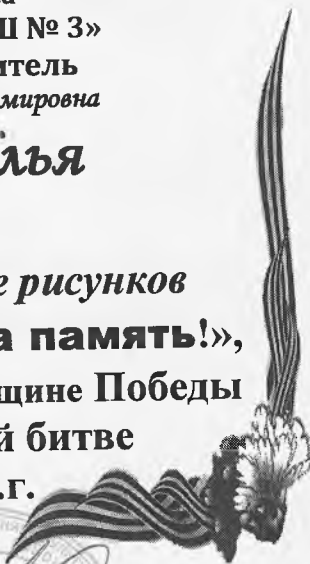 Ш № 3»
итель
мировна
лья
е рисунков
а память!»,
щине Победы
й битве
.г.